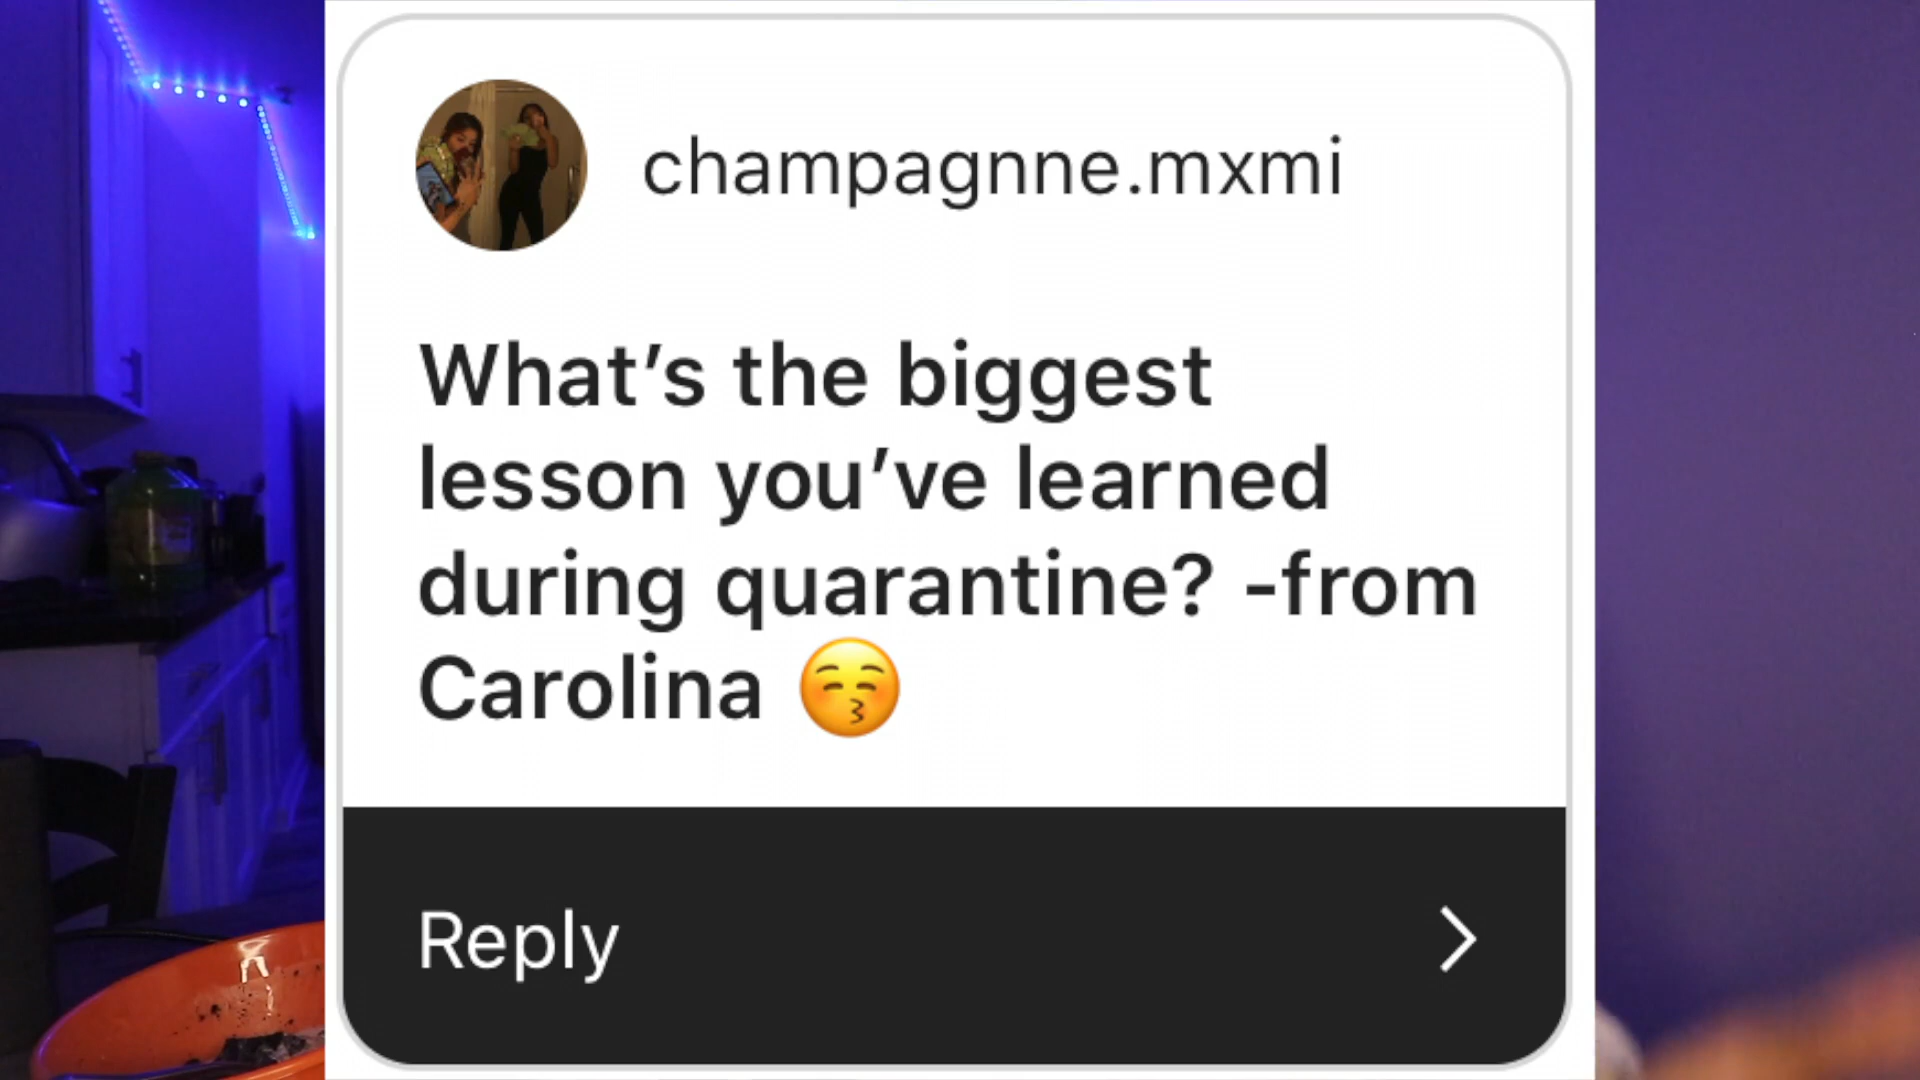 champagnne.mxmi
What’s the biggest
lesson you’ve learned
during quarantine? -from
Carolina 😚
Reply